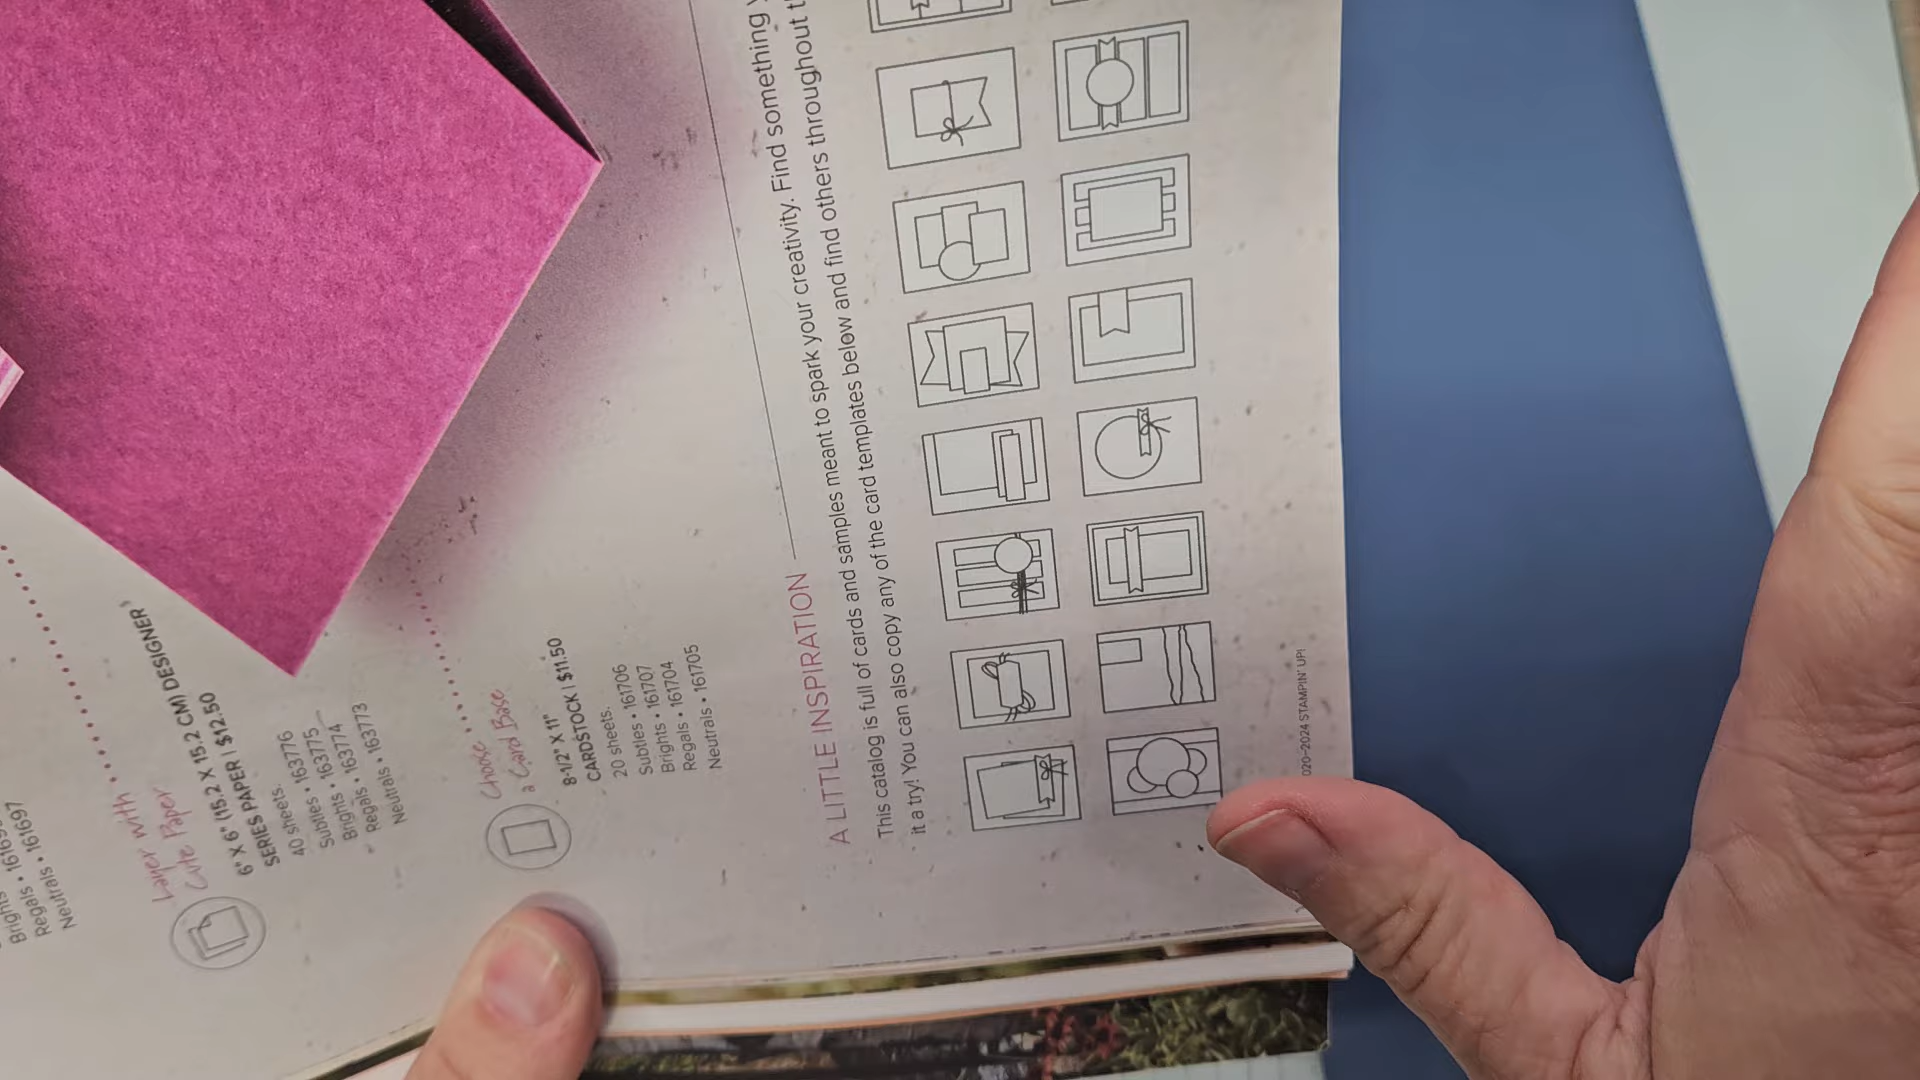 Brights • 1616
Regals • 161697
Neutrals • 161695
Layer with
Cute Paper
6" X 6" (15.2 X 15.2 CM) DESIGNER
SERIES PAPER | $12.50
40 sheets.
Subtles • 163776
Brights • 163775
Regals • 163774
Neutrals • 163773
Choose
a Card Base
8-1/2" X 11"
CARDSTOCK | $11.50
20 sheets.
Subtles • 161706
Brights • 161707
Regals • 161704
Neutrals • 161705
A LITTLE INSPIRATION
This catalog is full of cards and samples meant to spark your creativity. Find something
it a try! You can also copy any of the card templates below and find others throughout
020–2024 STAMPIN' UP!